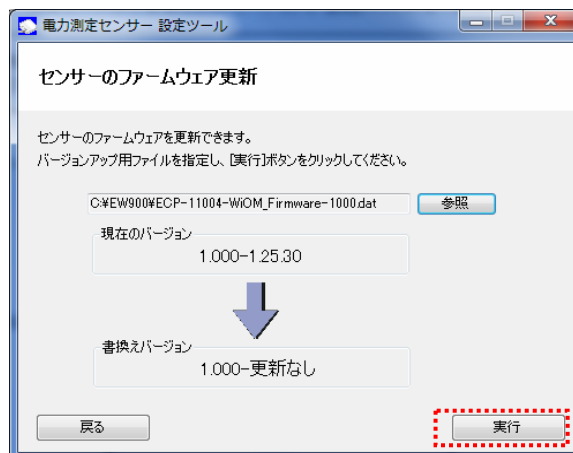 電力測定センサー 設定ツール
センサーのファームウェア更新
センサーのファームウェアを更新できます。
バージョンアップ用ファイルを指定し、[実行]ボタンをクリックしてください。
C:¥EW900¥ECP-11004-WiOM_Firmware-1000.dat
参照
現在のバージョン
1.000-1.25.30
書換えバージョン
1.000-更新なし
戻る
実行